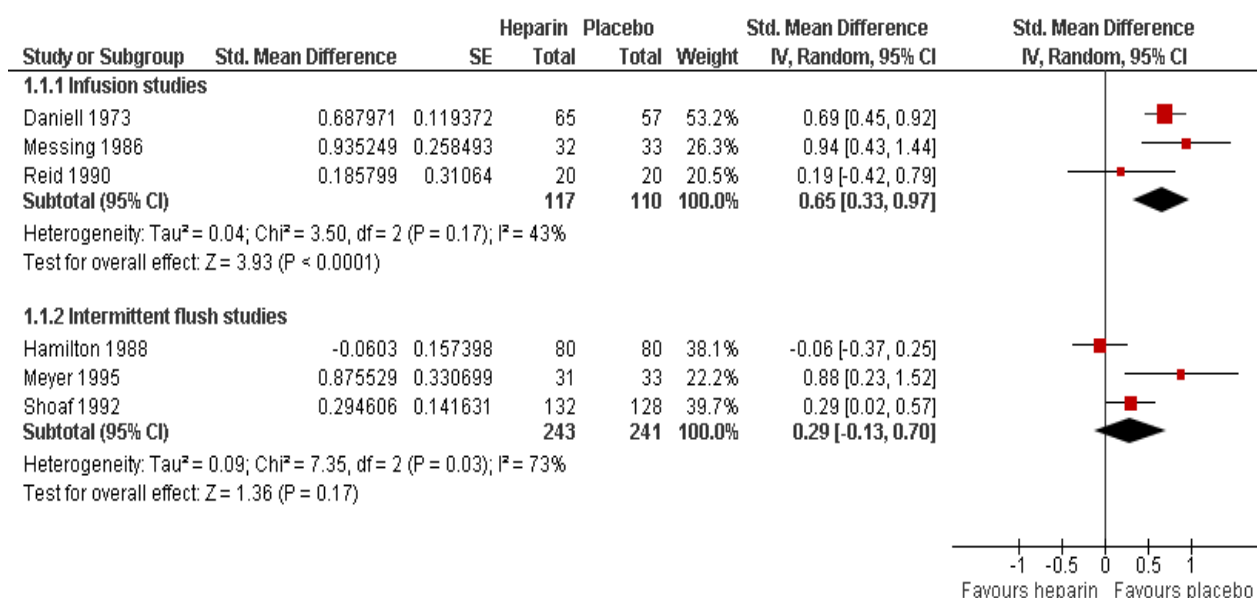 Heparin Placebo Std. Mean Difference Std. Mean Difference
Study or Subgroup Std. Mean Difference SE Total Total Weight IV, Random, 95% CI IV, Random, 95% CI
1.1.1 Infusion studies
Daniell 1973 0.687971 0.119372 65 57 53.2% 0.69 [0.45, 0.92]
Messing 1986 0.935249 0.258493 32 33 26.3% 0.94 [0.43, 1.44]
Reid 1990 0.185799 0.31064 20 20 20.5% 0.19 [-0.42, 0.79]
Subtotal (95% CI) 117 110 100.0% 0.65 [0.33, 0.97]
Heterogeneity: Tau² = 0.04; Chi² = 3.50, df = 2 (P = 0.17); I² = 43%
Test for overall effect: Z = 3.93 (P < 0.0001)
1.1.2 Intermittent flush studies
Hamilton 1988 -0.0603 0.157398 80 80 38.1% -0.06 [-0.37, 0.25]
Meyer 1995 0.875529 0.330699 31 33 22.2% 0.88 [0.23, 1.52]
Shoaf 1992 0.294606 0.141631 132 128 39.7% 0.29 [0.02, 0.57]
Subtotal (95% CI) 243 241 100.0% 0.29 [-0.13, 0.70]
Heterogeneity: Tau² = 0.09; Chi² = 7.35, df = 2 (P = 0.03); I² = 73%
Test for overall effect: Z = 1.36 (P = 0.17)
-1 -0.5 0 0.5 1
Favours heparin Favours placebo